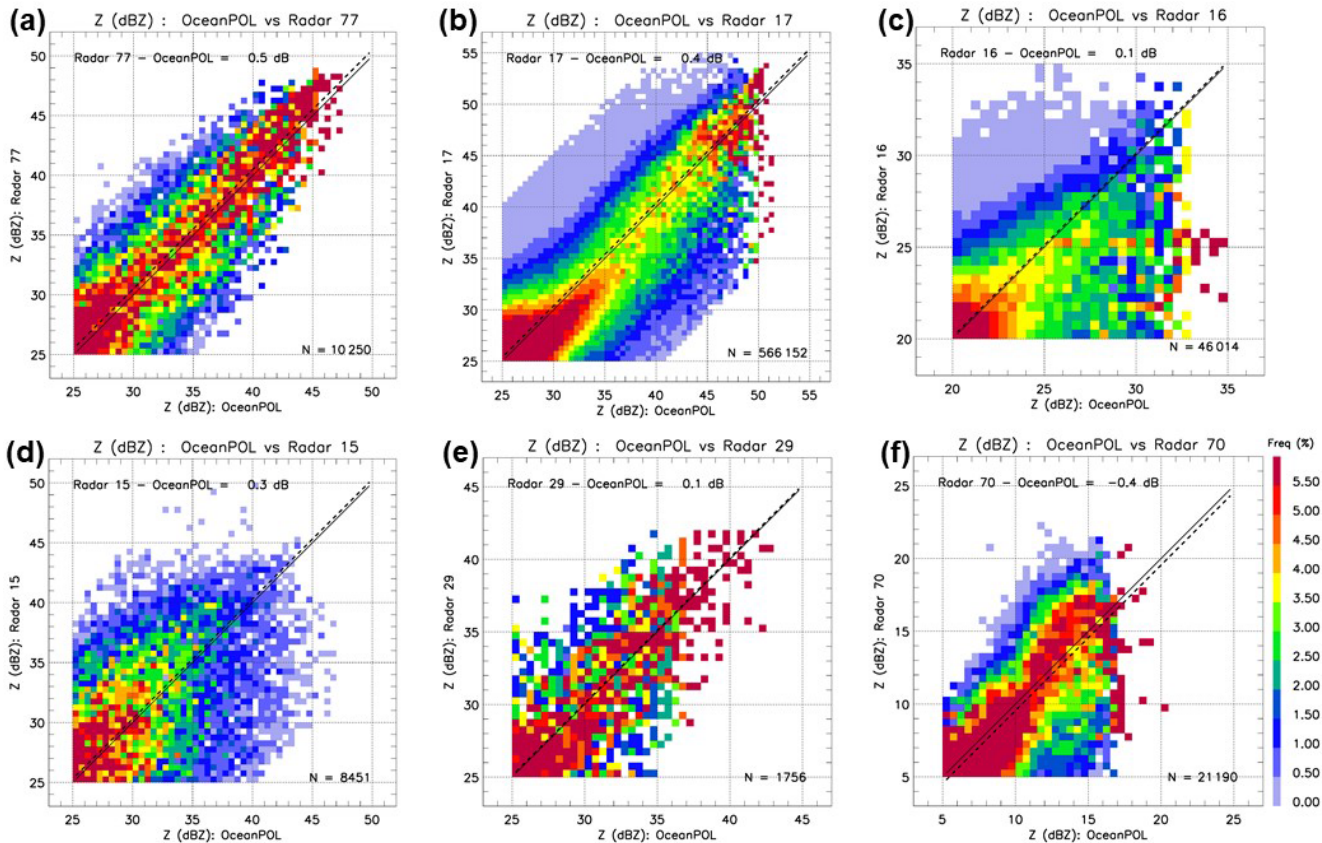 (a)
Z (dBZ) : OceanPOL vs Radar 77
Radar 77 − OceanPOL = 0.5 dB
50
45
40
35
30
25
Z (dBZ): Radar 77
N = 10 250
25 30 35 40 45 50
Z (dBZ): OceanPOL
(b)
Z (dBZ) : OceanPOL vs Radar 17
Radar 17 − OceanPOL = 0.4 dB
55
50
45
40
35
30
25
Z (dBZ): Radar 17
N = 566 152
25 30 35 40 45 50 55
Z (dBZ): OceanPOL
(c)
Z (dBZ) : OceanPOL vs Radar 16
Radar 16 − OceanPOL = 0.1 dB
35
30
25
20
Z (dBZ): Radar 16
N = 46 014
20 25 30 35
Z (dBZ): OceanPOL
(d)
Z (dBZ) : OceanPOL vs Radar 15
Radar 15 − OceanPOL = 0.3 dB
50
45
40
35
30
25
Z (dBZ): Radar 15
N = 8451
25 30 35 40 45 50
Z (dBZ): OceanPOL
(e)
Z (dBZ) : OceanPOL vs Radar 29
Radar 29 − OceanPOL = 0.1 dB
45
40
35
30
25
Z (dBZ): Radar 29
N = 1756
25 30 35 40 45
Z (dBZ): OceanPOL
(f)
Z (dBZ) : OceanPOL vs Radar 70
Radar 70 − OceanPOL = −0.4 dB
25
20
15
10
5
Z (dBZ): Radar 70
N = 21 190
5 10 15 20 25
Z (dBZ): OceanPOL
Freq (%)
5.50
5.00
4.50
4.00
3.50
3.00
2.50
2.00
1.50
1.00
0.50
0.00